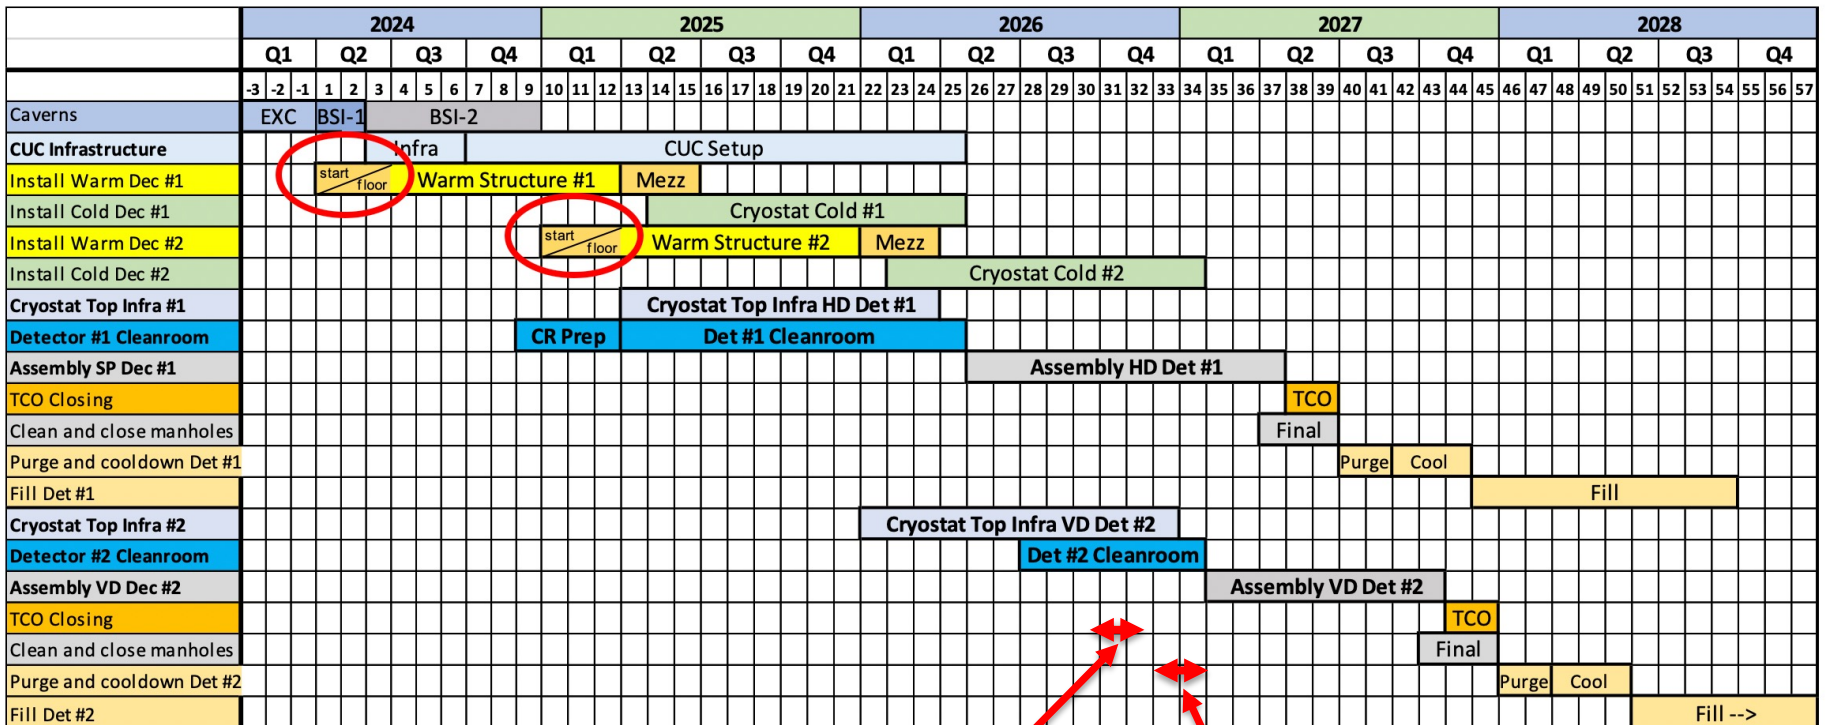 2024 2025 2026 2027 2028
Q1 Q2 Q3 Q4 Q1 Q2 Q3 Q4 Q1 Q2 Q3 Q4 Q1 Q2 Q3 Q4 Q1 Q2 Q3 Q4
-3 -2 -1 1 2 3 4 5 6 7 8 9 10 11 12 13 14 15 16 17 18 19 20 21 22 23 24 25 26 27 28 29 30 31 32 33 34 35 36 37 38 39 40 41 42 43 44 45 46 47 48 49 50 51 52 53 54 55 56 57
Caverns EXC BSI-1 BSI-2
CUC Infrastructure Infra CUC Setup
Install Warm Dec #1 start floor Warm Structure #1 Mezz
Install Cold Dec #1 Cryostat Cold #1
Install Warm Dec #2 start floor Warm Structure #2 Mezz
Install Cold Dec #2 Cryostat Cold #2
Cryostat Top Infra #1 Cryostat Top Infra HD Det #1
Detector #1 Cleanroom CR Prep Det #1 Cleanroom
Assembly SP Dec #1 Assembly HD Det #1
TCO Closing TCO
Clean and close manholes Final
Purge and cooldown Det #1 Purge Cool
Fill Det #1 Fill
Cryostat Top Infra #2 Cryostat Top Infra VD Det #2
Detector #2 Cleanroom Det #2 Cleanroom
Assembly VD Dec #2 Assembly VD Det #2
TCO Closing TCO
Clean and close manholes Final
Purge and cooldown Det #2 Purge Cool
Fill Det #2 Fill -->